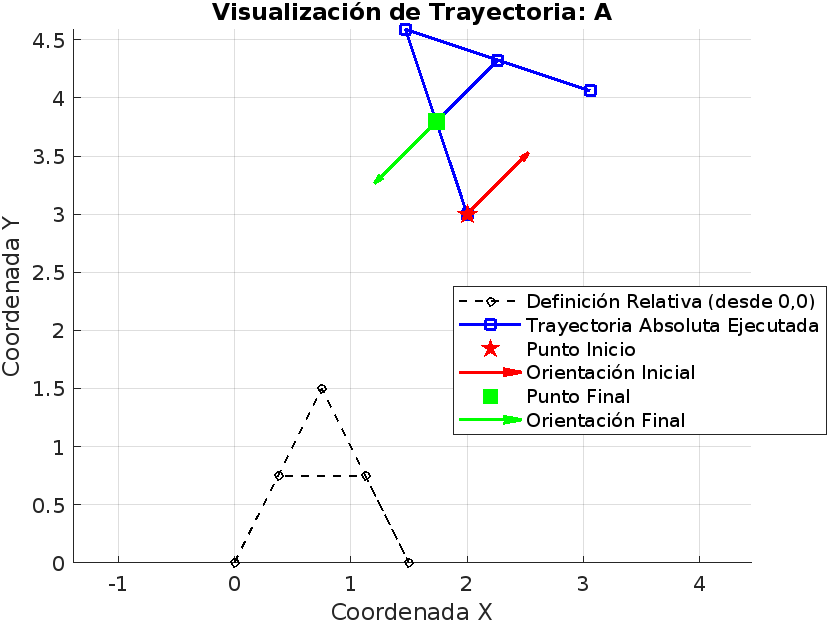 Visualización de Trayectoria: A
Coordenada Y
4.5
4
3.5
3
2.5
2
1.5
1
0.5
0
Definición Relativa (desde 0,0)
Trayectoria Absoluta Ejecutada
Punto Inicio
Orientación Inicial
Punto Final
Orientación Final
-1 0 1 2 3 4
Coordenada X